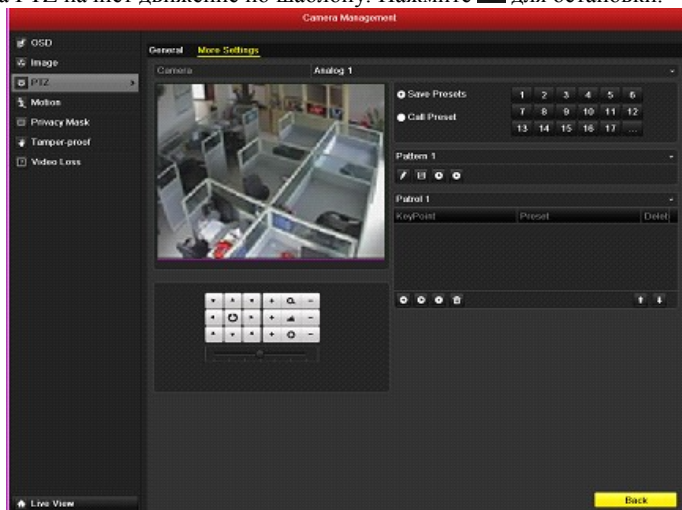 а PTZ начнет движение по шаблону. Нажмите для остановки.
Camera Management
OSD
Image
PTZ
Motion
Privacy Mask
Tamper-proof
Video Loss
Live View
General More Settings
Camera Analog 1
Save Presets
Call Preset
1 2 3 4 5 6
7 8 9 10 11 12
13 14 15 16 17 ...
Pattern 1
Patrol 1
KeyPoint Preset Delet
Back